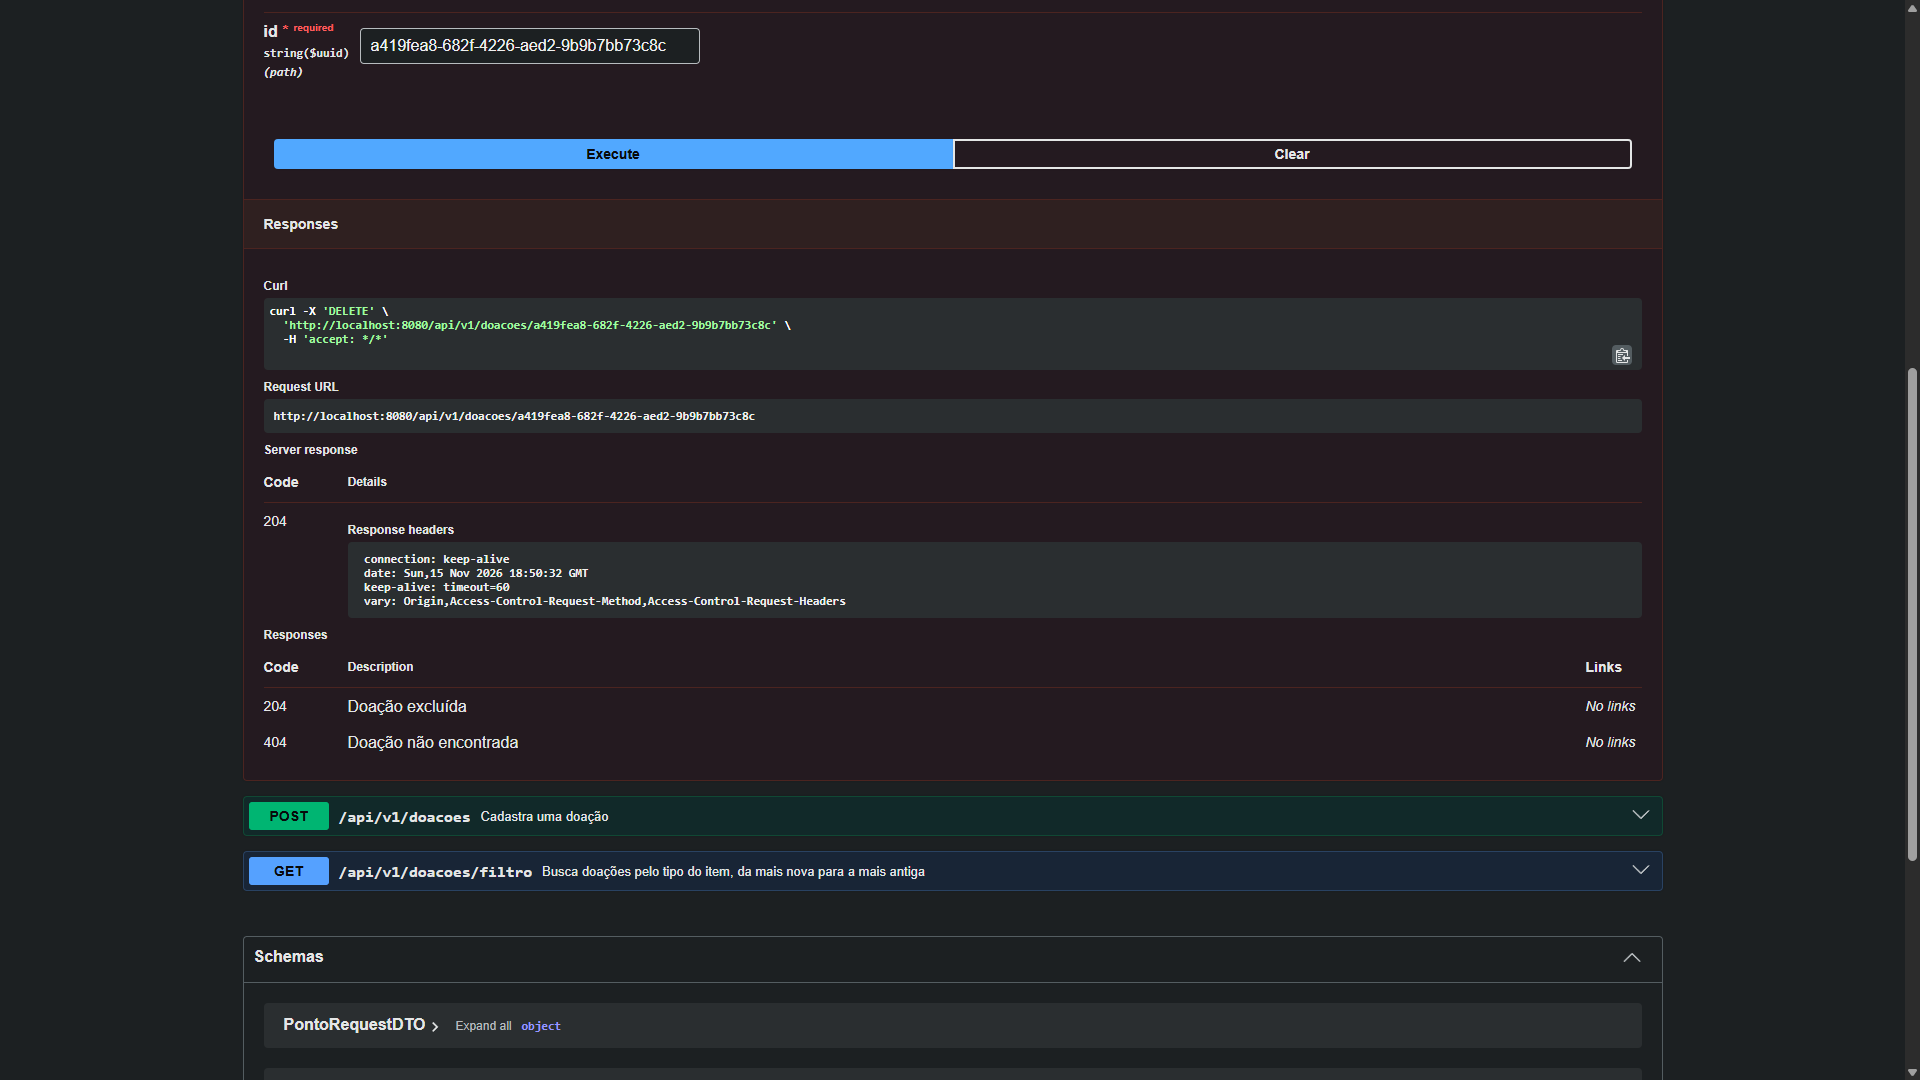 id * required
string($uuid)
(path)
a419fea8-682f-4226-aed2-9b9b7bb73c8c
Execute
Clear
Responses
Curl
curl -X 'DELETE' \
'http://localhost:8080/api/v1/doacoes/a419fea8-682f-4226-aed2-9b9b7bb73c8c' \
-H 'accept: */*'
Request URL
http://localhost:8080/api/v1/doacoes/a419fea8-682f-4226-aed2-9b9b7bb73c8c
Server response
Code Details
204
Response headers
connection: keep-alive
date: Sun,15 Nov 2026 18:50:32 GMT
keep-alive: timeout=60
vary: Origin,Access-Control-Request-Method,Access-Control-Request-Headers
Responses
Code Description Links
204 Doação excluída No links
404 Doação não encontrada No links
POST /api/v1/doacoes Cadastra uma doação
GET /api/v1/doacoes/filtro Busca doações pelo tipo do item, da mais nova para a mais antiga
Schemas
PontoRequestDTO Expand all object